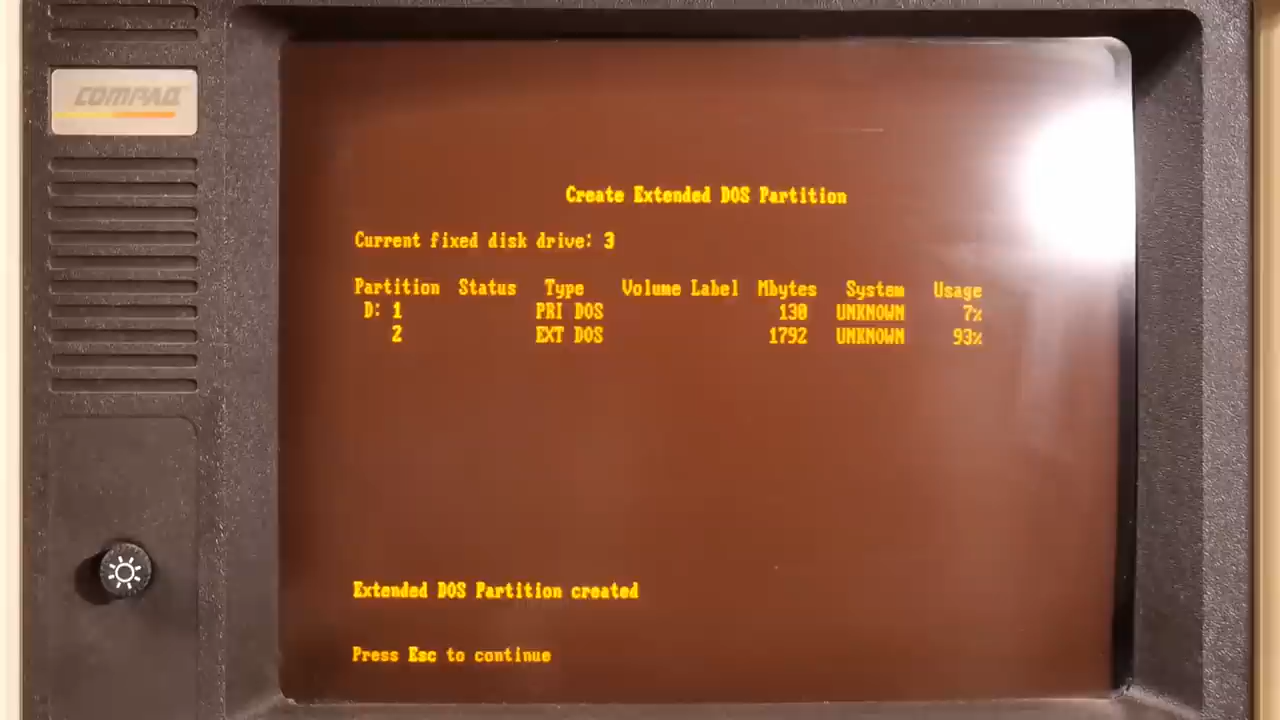 COMPAQ
Create Extended DOS Partition
Current fixed disk drive: 3
Partition Status Type Volume Label Mbytes System Usage
D: 1 PRI DOS 130 UNKNOWN 7%
2 EXT DOS 1792 UNKNOWN 93%
Extended DOS Partition created
Press Esc to continue